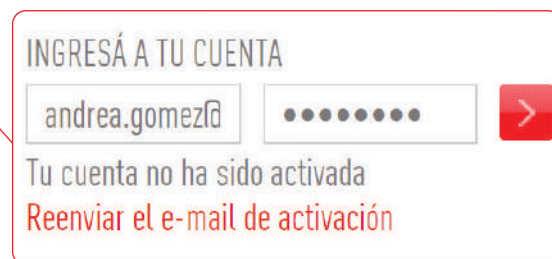 INGRESÁ A TU CUENTA
andrea.gomez@ ••••••••
Tu cuenta no ha sido activada
Reenviar el e-mail de activación